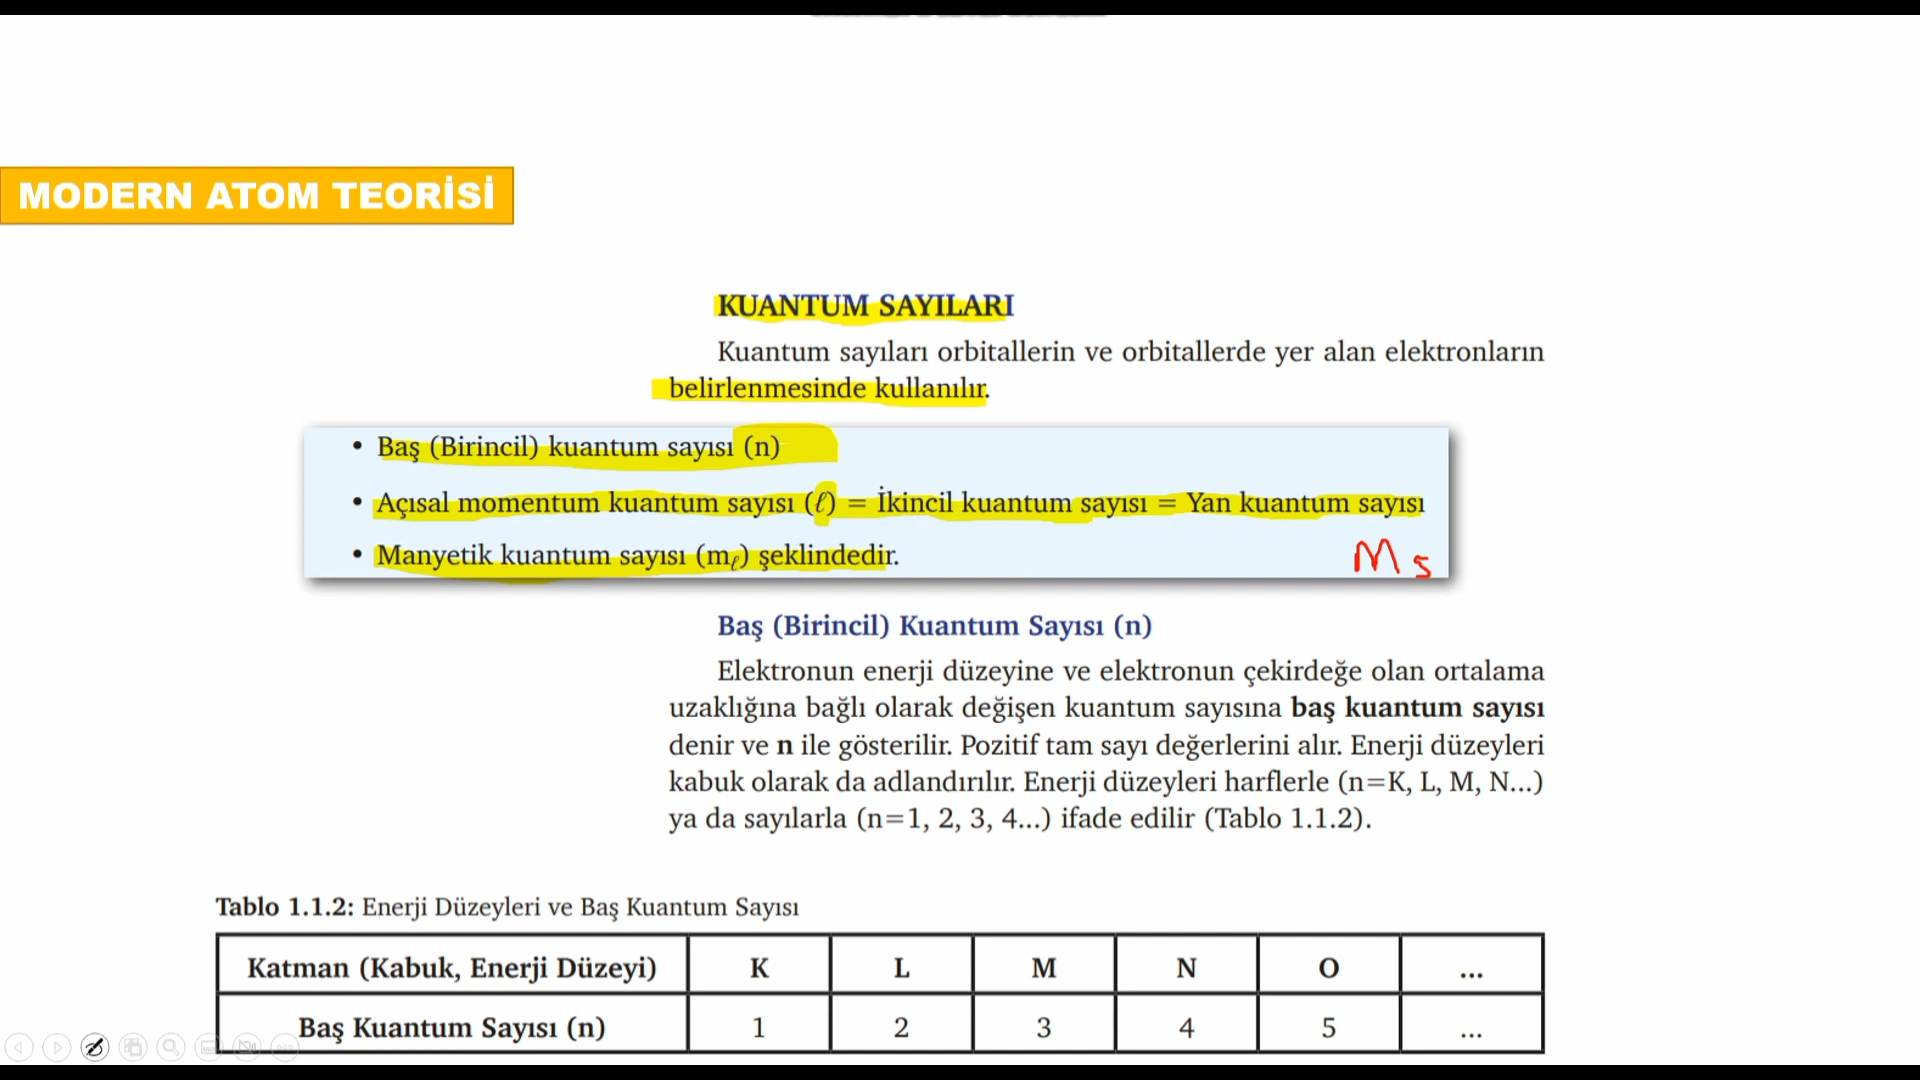 MODERN ATOM TEORİSİ
KUANTUM SAYILARI
Kuantum sayıları orbitallerin ve orbitallerde yer alan elektronların
belirlenmesinde kullanılır.
• Baş (Birincil) kuantum sayısı (n)
• Açısal momentum kuantum sayısı (ℓ) = İkincil kuantum sayısı = Yan kuantum sayısı
• Manyetik kuantum sayısı (mℓ) şeklindedir.
Ms
Baş (Birincil) Kuantum Sayısı (n)
Elektronun enerji düzeyine ve elektronun çekirdeğe olan ortalama
uzaklığına bağlı olarak değişen kuantum sayısına baş kuantum sayısı
denir ve n ile gösterilir. Pozitif tam sayı değerlerini alır. Enerji düzeyleri
kabuk olarak da adlandırılır. Enerji düzeyleri harflerle (n=K, L, M, N...)
ya da sayılarla (n=1, 2, 3, 4...) ifade edilir (Tablo 1.1.2).
Tablo 1.1.2: Enerji Düzeyleri ve Baş Kuantum Sayısı
Katman (Kabuk, Enerji Düzeyi) K L M N O ...
Baş Kuantum Sayısı (n) 1 2 3 4 5 ...